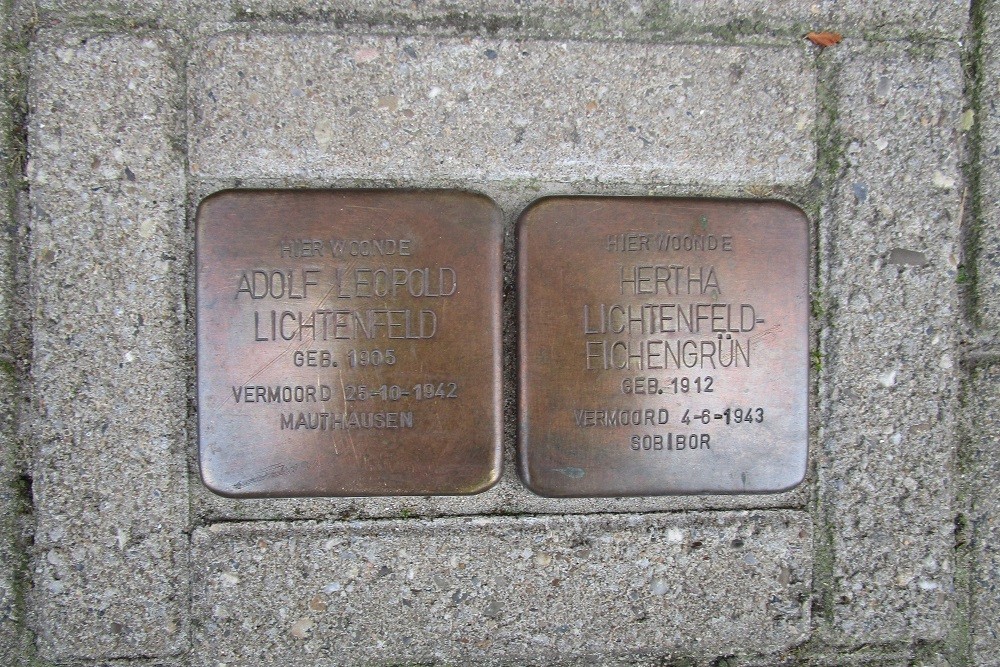 HIER WOONDE
ADOLF LEOPOLD
LICHTENFELD
GEB. 1905
VERMOORD 25-10-1942
MAUTHAUSEN
HIER WOONDE
HERTHA
LICHTENFELD-
EICHENGRÜN
GEB. 1912
VERMOORD 4-6-1943
SOBIBOR